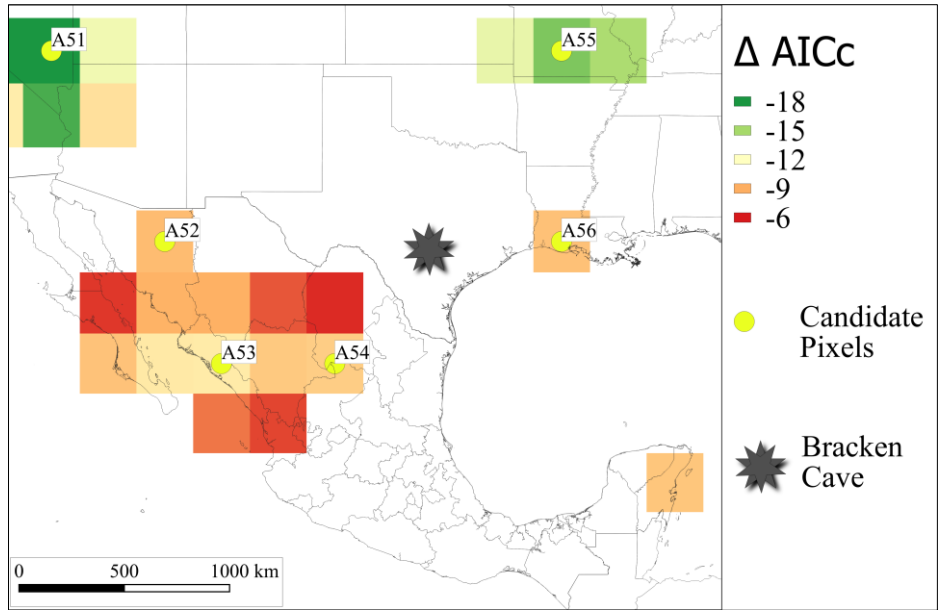 A51
A55
A52
A56
A53
A54
0 500 1000 km
Δ AICc
-18
-15
-12
-9
-6
Candidate
Pixels
Bracken
Cave